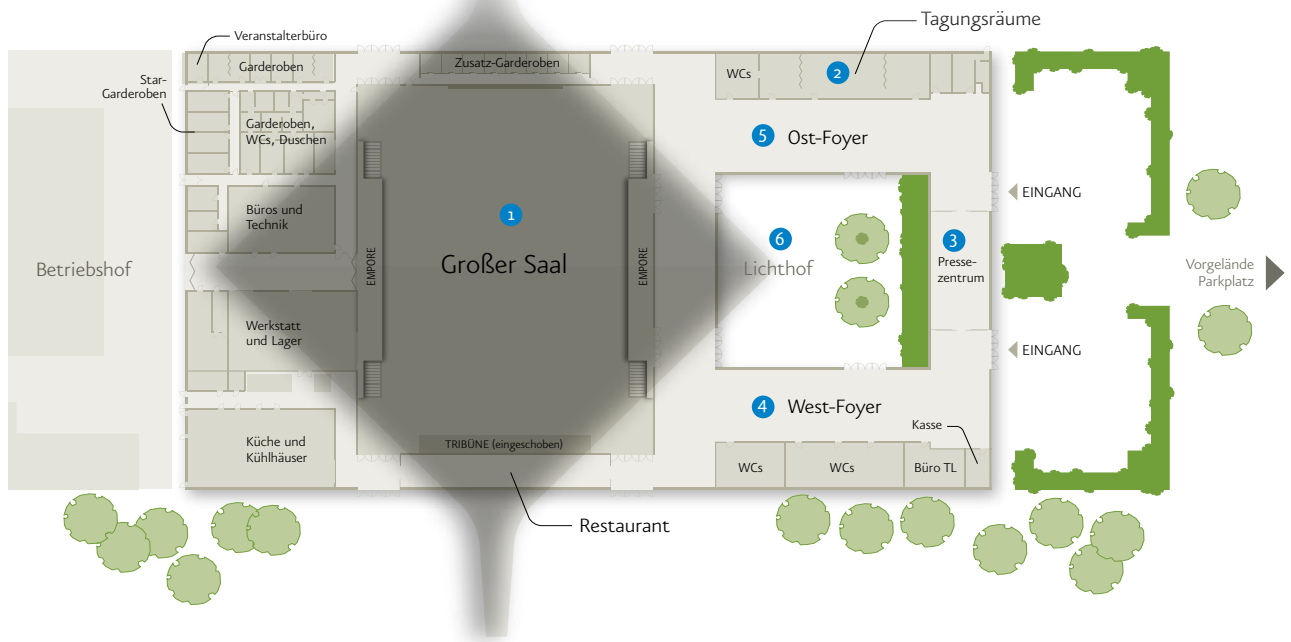 Tagungsräume
Veranstalterbüro
Garderoben
Zusatz-Garderoben
WCs
2
Star-
Garderoben
Garderoben,
WCs, Duschen
5 Ost-Foyer
EINGANG
Büros und
Technik
1
Großer Saal
EMPORE
EMPORE
6
Lichthof
3
Presse-
zentrum
Betriebshof
Vorgelände
Parkplatz
Werkstatt
und Lager
EINGANG
4 West-Foyer
Kasse
Küche und
Kühlhäuser
TRIBÜNE (eingeschoben)
WCs
WCs
Büro TL
Restaurant